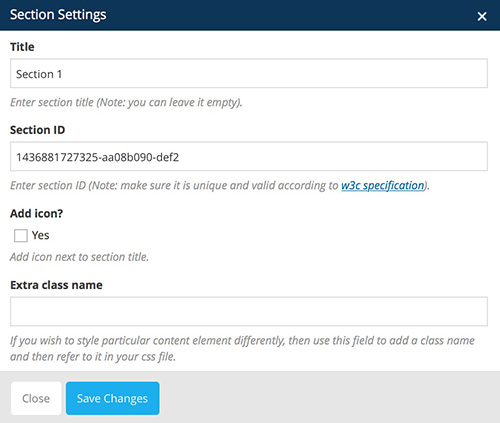 Section Settings
Title
Section 1
Enter section title (Note: you can leave it empty).
Section ID
1436881727325-aa08b090-def2
Enter section ID (Note: make sure it is unique and valid according to w3c specification).
Add icon?
Yes
Add icon next to section title.
Extra class name
If you wish to style particular content element differently, then use this field to add a class name
and then refer to it in your css file.
Close
Save Changes